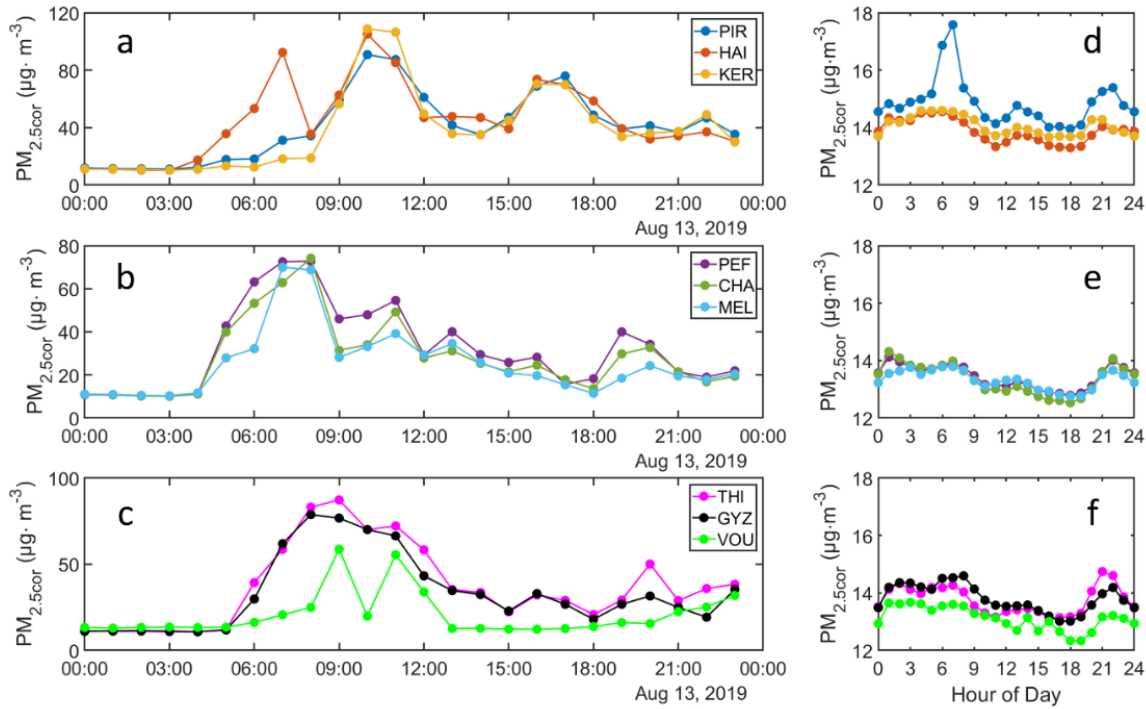 PM2.5cor (μg· m-3)
120
80
40
0
a
PIR
HAI
KER
00:00 03:00 06:00 09:00 12:00 15:00 18:00 21:00 00:00
Aug 13, 2019
PM2.5cor (μg·m-3)
18
16
14
12
d
0 3 6 9 12 15 18 21 24
PM2.5cor (μg· m-3)
80
60
40
20
0
b
PEF
CHA
MEL
00:00 03:00 06:00 09:00 12:00 15:00 18:00 21:00 00:00
Aug 13, 2019
PM2.5cor (μg·m-3)
18
16
14
12
e
0 3 6 9 12 15 18 21 24
PM2.5cor (μg· m-3)
100
50
0
c
THI
GYZ
VOU
00:00 03:00 06:00 09:00 12:00 15:00 18:00 21:00 00:00
Aug 13, 2019
PM2.5cor (μg·m-3)
18
16
14
12
f
0 3 6 9 12 15 18 21 24
Hour of Day